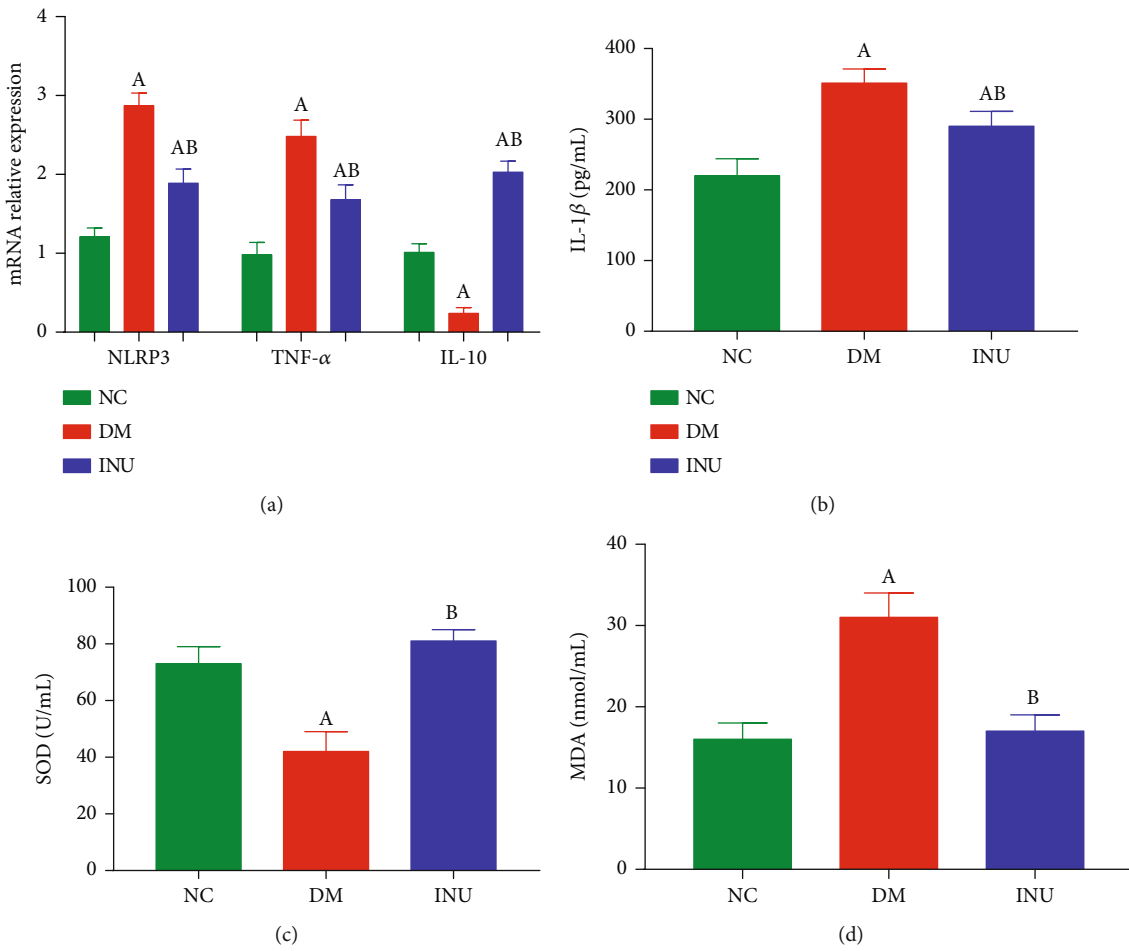 mRNA relative expression
4
3
2
1
0
A
AB
A
AB
A
AB
NLRP3
TNF-α
IL-10
NC
DM
INU
(a)
IL-1β (pg/mL)
400
300
200
100
0
A
AB
NC
DM
INU
NC
DM
INU
(b)
SOD (U/mL)
100
80
60
40
20
0
A
B
NC
DM
INU
(c)
MDA (nmol/mL)
40
30
20
10
0
A
B
NC
DM
INU
(d)